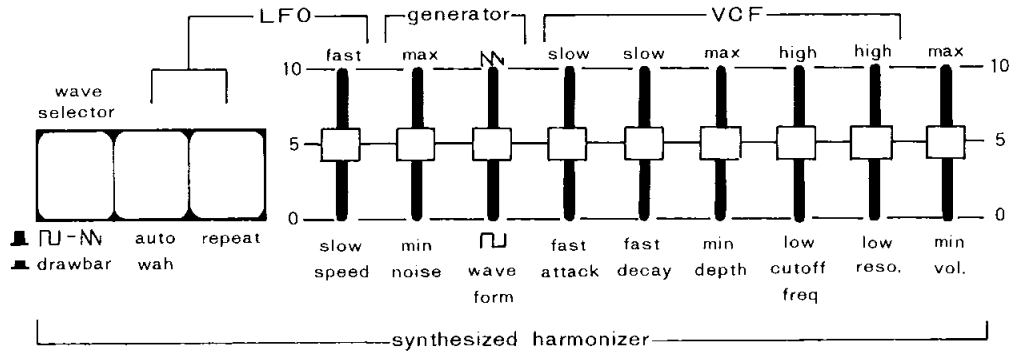 LFO generator VCF
fast max slow slow max high high max
10 10
wave
selector
5 5
0 0
auto repeat slow min fast fast min low low min
drawbar wah speed noise wave attack decay depth cutoff reso. vol.
form freq
synthesized harmonizer